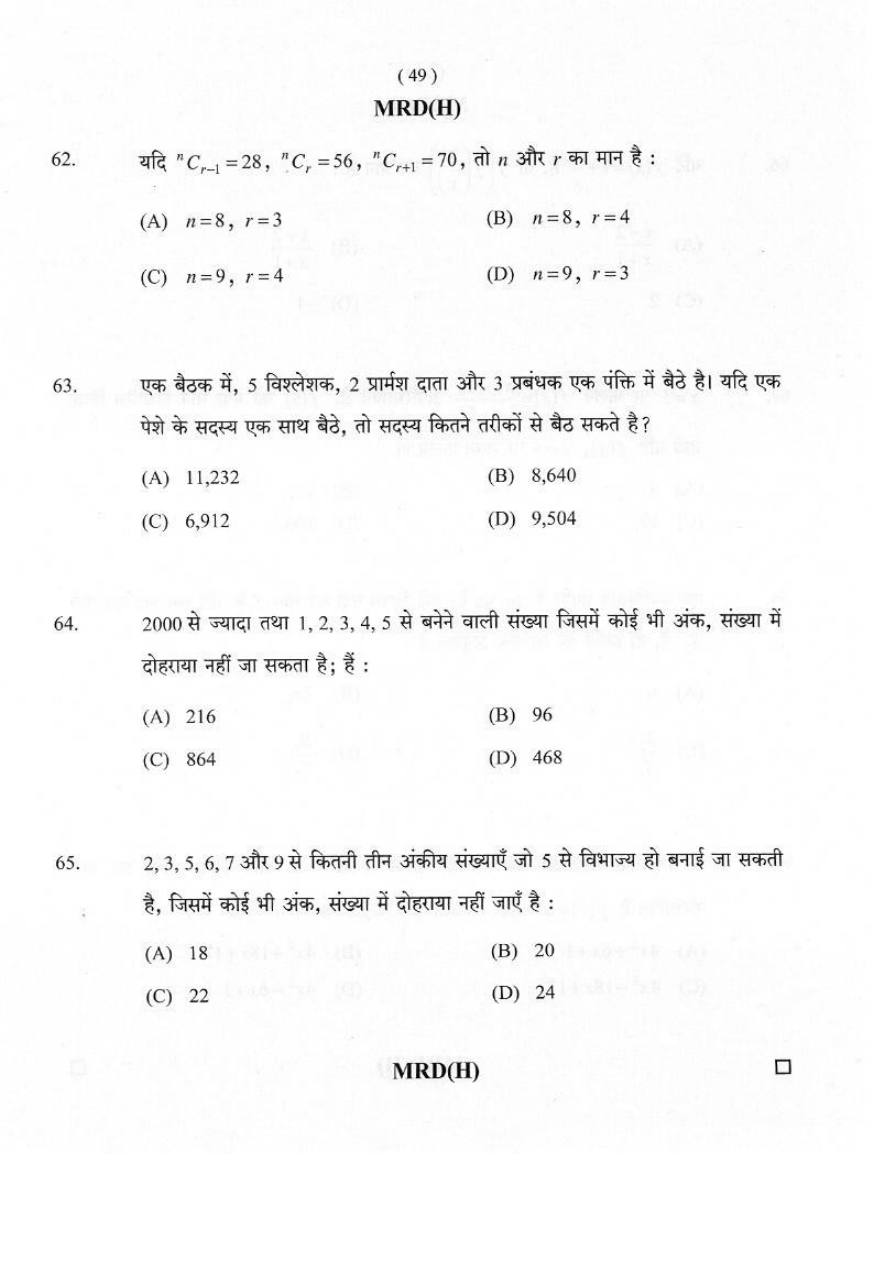 ( 49 )
MRD(H)
62. यदि ⁿC_{r–1} = 28, ⁿC_r = 56, ⁿC_{r+1} = 70, तो n और r का मान है :
(A) n = 8, r = 3 (B) n = 8, r = 4
(C) n = 9, r = 4 (D) n = 9, r = 3
63. एक बैठक में, 5 विश्लेशक, 2 प्रार्मश दाता और 3 प्रबंधक एक पंक्ति में बैठे है। यदि एक
पेशे के सदस्य एक साथ बैठे, तो सदस्य कितने तरीकों से बैठ सकते है?
(A) 11,232 (B) 8,640
(C) 6,912 (D) 9,504
64. 2000 से ज्यादा तथा 1, 2, 3, 4, 5 से बनेने वाली संख्या जिसमें कोई भी अंक, संख्या में
दोहराया नहीं जा सकता है; हैं :
(A) 216 (B) 96
(C) 864 (D) 468
65. 2, 3, 5, 6, 7 और 9 से कितनी तीन अंकीय संख्याएँ जो 5 से विभाज्य हो बनाई जा सकती
है, जिसमें कोई भी अंक, संख्या में दोहराया नहीं जाएँ है :
(A) 18 (B) 20
(C) 22 (D) 24
MRD(H)